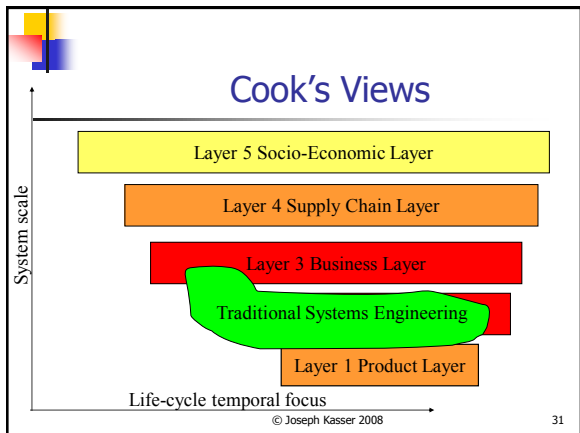 Cook's Views
System scale
Layer 5 Socio-Economic Layer
Layer 4 Supply Chain Layer
Layer 3 Business Layer
Traditional Systems Engineering
Layer 1 Product Layer
Life-cycle temporal focus
© Joseph Kasser 2008
31